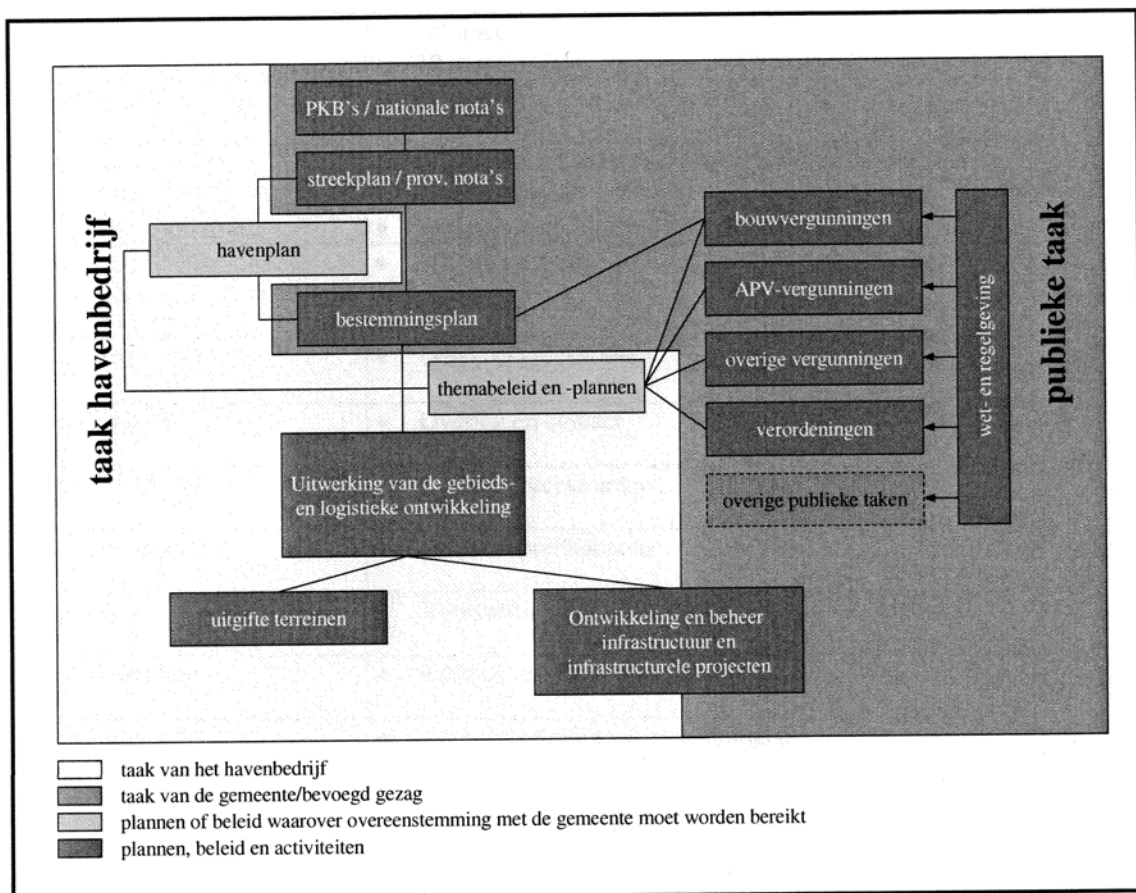 PKB's / nationale nota's
streekplan / prov. nota's
taak havenbedrijf
havenplan
bestemmingsplan
themabeleid en -plannen
Uitwerking van de gebieds-
en logistieke ontwikkeling
uitgifte terreinen
Ontwikkeling en beheer
infrastructuur en
infrastructurele projecten
bouwvergunningen
APV-vergunningen
overige vergunningen
verordeningen
overige publieke taken
wet- en regelgeving
publieke taak
taak van het havenbedrijf
taak van de gemeente/bevoegd gezag
plannen of beleid waarover overeenstemming met de gemeente moet worden bereikt
plannen, beleid en activiteiten